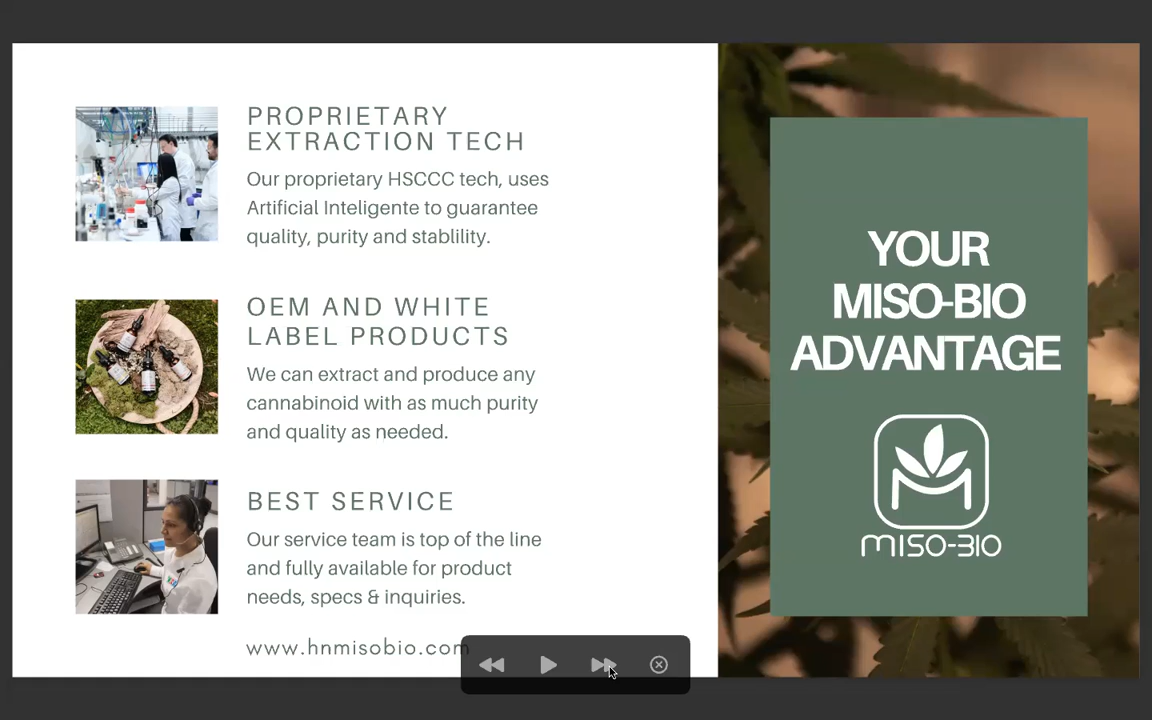 PROPRIETARY
EXTRACTION TECH
Our proprietary HSCCC tech, uses
Artificial Inteligente to guarantee
quality, purity and stablility.
OEM AND WHITE
LABEL PRODUCTS
We can extract and produce any
cannabinoid with as much purity
and quality as needed.
BEST SERVICE
Our service team is top of the line
and fully available for product
needs, specs & inquiries.
www.hnmisobio.com
YOUR
MISO-BIO
ADVANTAGE
MISO-BIO